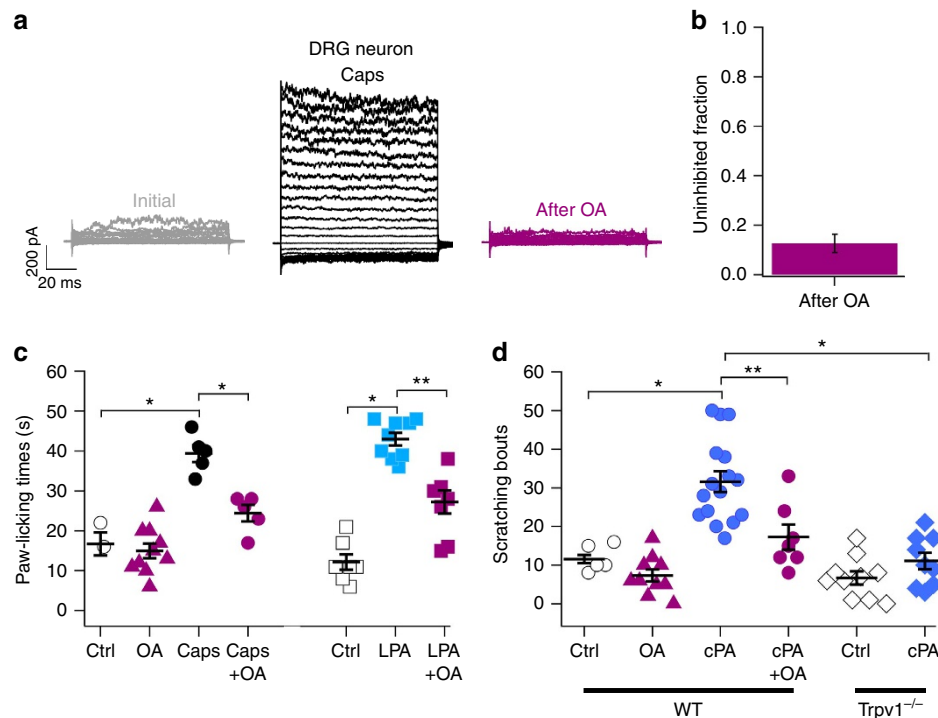 a
DRG neuron
Caps
Initial
After OA
200 pA
20 ms
b
Uninhibited fraction
1.0
0.8
0.6
0.4
0.2
0.0
After OA
c
Paw-licking times (s)
60
50
40
30
20
10
0
*
*
*
**
Ctrl OA Caps Caps +OA Ctrl LPA LPA +OA
d
Scratching bouts
60
50
40
30
20
10
0
*
**
*
Ctrl OA cPA cPA +OA Ctrl cPA
WT Trpv1–/–